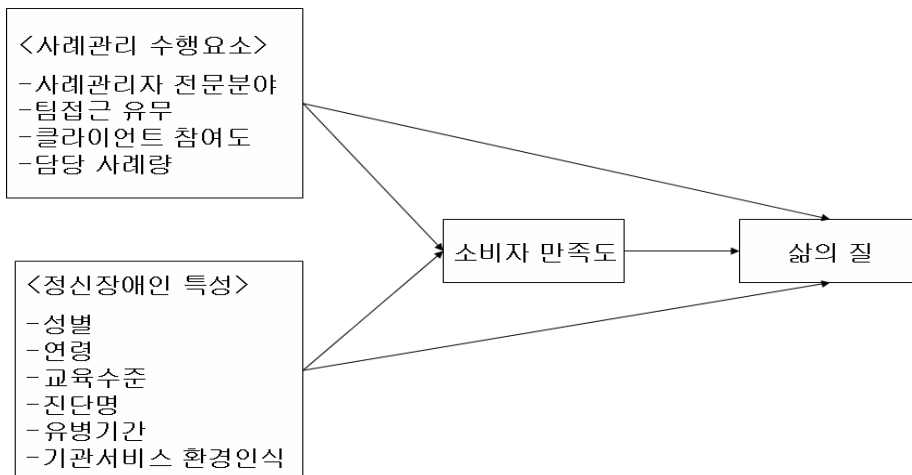 <사례관리 수행요소>
-사례관리자 전문분야
-팀접근 유무
-클라이언트 참여도
-담당 사례량
소비자 만족도
삶의 질
<정신장애인 특성>
-성별
-연령
-교육수준
-진단명
-유병기간
-기관서비스 환경인식